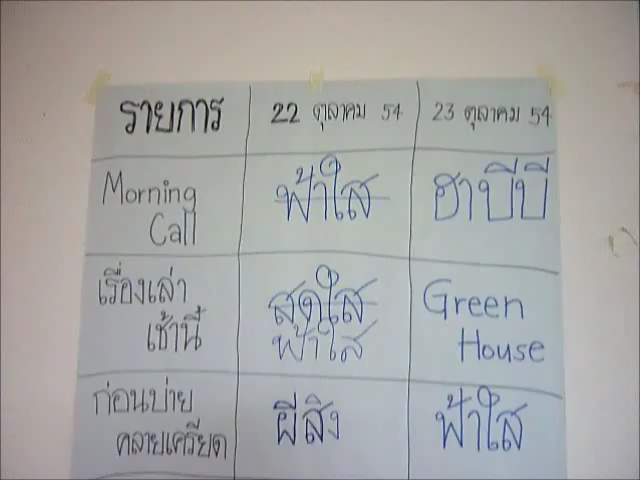 รายการ 22 ตุลาคม 54 23 ตุลาคม 54
Morning Call ฟ้าใส ฮาบีบี
เรื่องเล่า เช้านี้ สดใส ฟ้าใส Green House
ก่อนบ่าย คลายเครียด ผีสิง ฟ้าใส